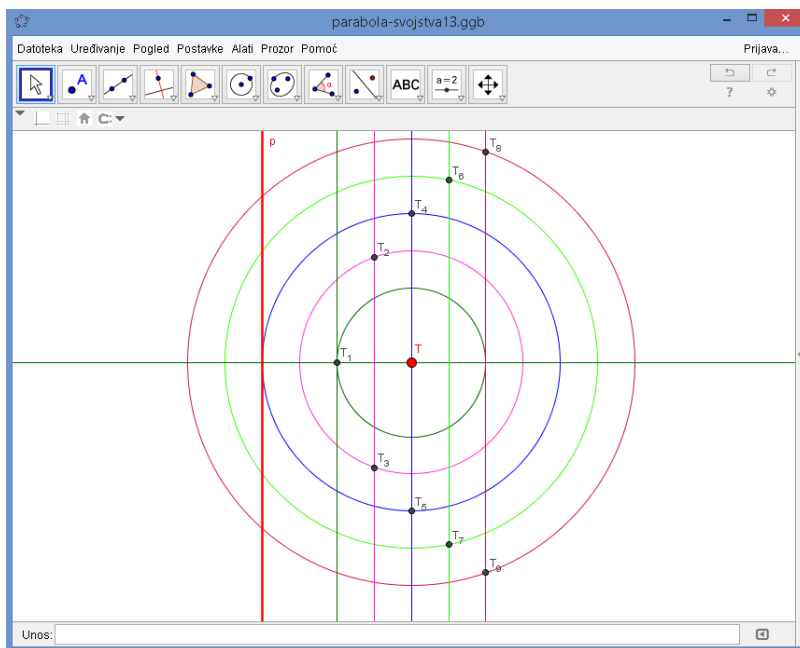 parabola-svojstva13.ggb
Datoteka Uređivanje Pogled Postavke Alati Prozor Pomoć Prijava...
A α ABC a=2
?
p
T₈
T₆
T₄
T₂
T₁ T
T₃
T₅
T₇
T₉
Unos: